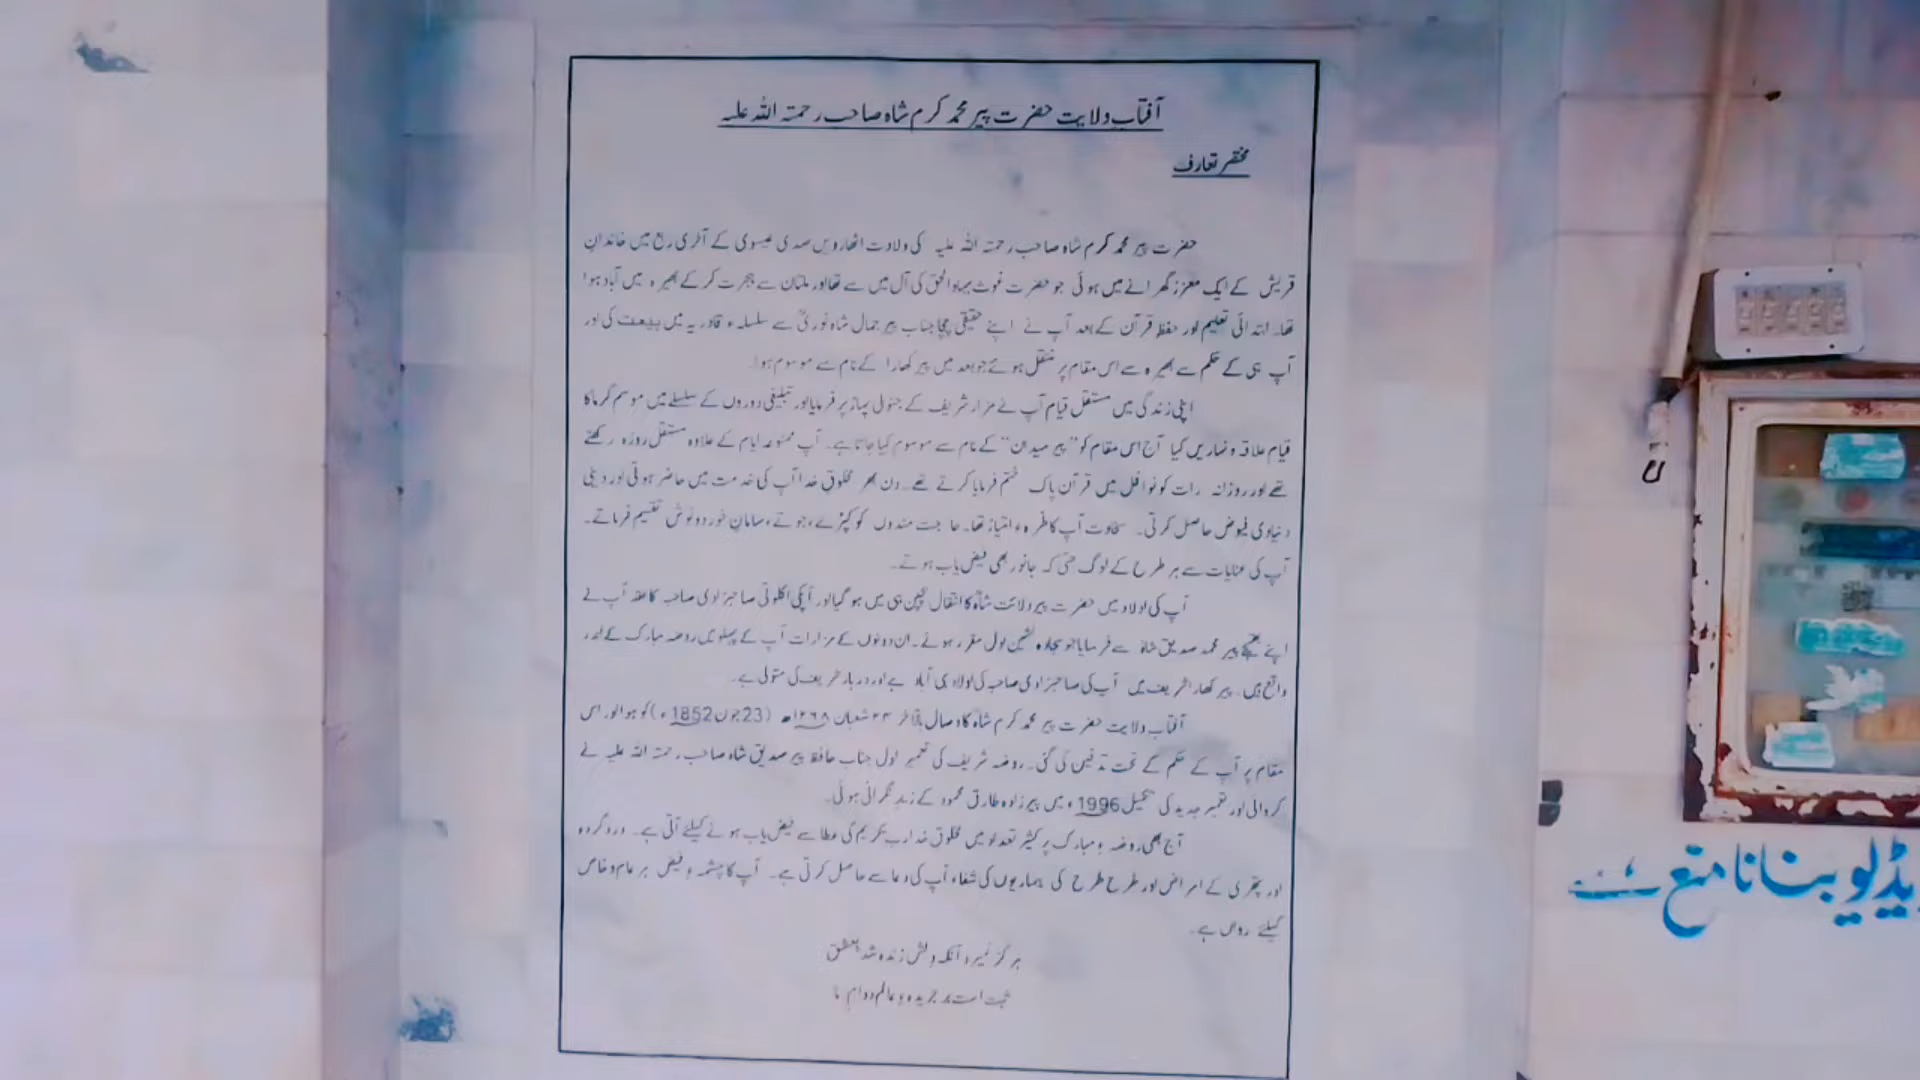 آفتاب ولایت حضرت پیر محمد کرم شاہ صاحب رحمتہ اللہ علیہ
مختصر تعارف
حضرت پیر محمد کرم شاہ صاحب رحمتہ اللہ علیہ کی ولادت اٹھارویں صدی عیسوی کے آخری ربع میں خاندانِ
قریش کے ایک معزز گھرانے میں ہوئی جو حضرت غوث بہاوالحق کی آل میں سے تھا اور ملتان سے ہجرت کر کے بھیرہ میں آباد ہوا
تھا۔ ابتدائی تعلیم اور حفظ قرآن کے بعد آپ نے اپنے حقیقی چچا جناب پیر جمال شاہ نوریؒ سے سلسلہء قادریہ میں بیعت کی اور
آپ ہی کے حکم سے بھیرہ سے اس مقام پر منتقل ہوئے جو بعد میں پیر کھارا کے نام سے موسوم ہوا۔
اپنی زندگی میں مستقل قیام آپ نے مزار شریف کے جنوبی پہاڑ پر فرمایا اور تبلیغی دوروں کے سلسلے میں موسم گرما کا
قیام علاقہ ونہار میں کیا آج اس مقام کو "پیر میدان" کے نام سے موسوم کیا جاتا ہے۔ آپ ممنوعہ ایام کے علاوہ مستقل روزہ رکھتے
تھے اور روزانہ رات کو نوافل میں قرآن پاک ختم فرمایا کرتے تھے۔ دن بھر مخلوقِ خدا آپ کی خدمت میں حاضر ہوتی اور دینی
دنیاوی فیوض حاصل کرتی۔ سخاوت آپ کا طرہء امتیاز تھا۔ حاجت مندوں کو کپڑے، جوتے، سامانِ خوردونوش تقسیم فرماتے۔
آپ کی عنایات سے ہر طرح کے لوگ حتیٰ کہ جانور بھی فیض یاب ہوتے۔
آپ کی اولاد میں حضرت پیر ولائت شاہؒ کا انتقال بچپن ہی میں ہو گیا اور آپکی اکلوتی صاحبزادی صاحبہ کا عقد آپ نے
اپنے بھتیجے پیر محمد صدیق شاہؒ سے فرمایا جو سجادہ نشین اول مقرر ہوئے۔ ان دونوں کے مزارات آپ کے پہلو میں روضہ مبارک کے اندر
واقع ہیں۔ پیر کھارا شریف میں آپ کی صاحبزادی صاحبہ کی اولاد ہی آباد ہے اور دربار شریف کی متولی ہے۔
آفتاب ولایت حضرت پیر محمد کرم شاہؒ کا وصال بالآخر ۲۴ شعبان ۱۲۶۸ھ (23 جون 1852ء) کو ہوا اور اس
مقام پر آپ کے حکم کے تحت تدفین کی گئی۔ روضہ شریف کی تعمیر اول جناب حافظ پیر صدیق شاہ صاحب رحمتہ اللہ علیہ نے
کروائی اور تعمیر جدید کی تکمیل 1996ء میں پیرزادہ طارق محمود کے زیر نگرانی ہوئی۔
آج بھی روضہء مبارک پر کثیر تعداد میں مخلوقِ خدا رب کریم کی عطا سے فیض یاب ہونے کیلئے آتی ہے۔ درد گردہ
اور پتھری کے امراض اور طرح طرح کی بیماریوں کی شفاء آپ کی دعا سے حاصل کرتی ہے۔ آپ کا چشمہء فیض ہر عام و خاص
کیلئے رواں ہے۔
ہرگز نمیرد آنکہ دلش زندہ شد بعشق
ثبت است بر جریدہء عالم دوام ما
بنانا منع ہے